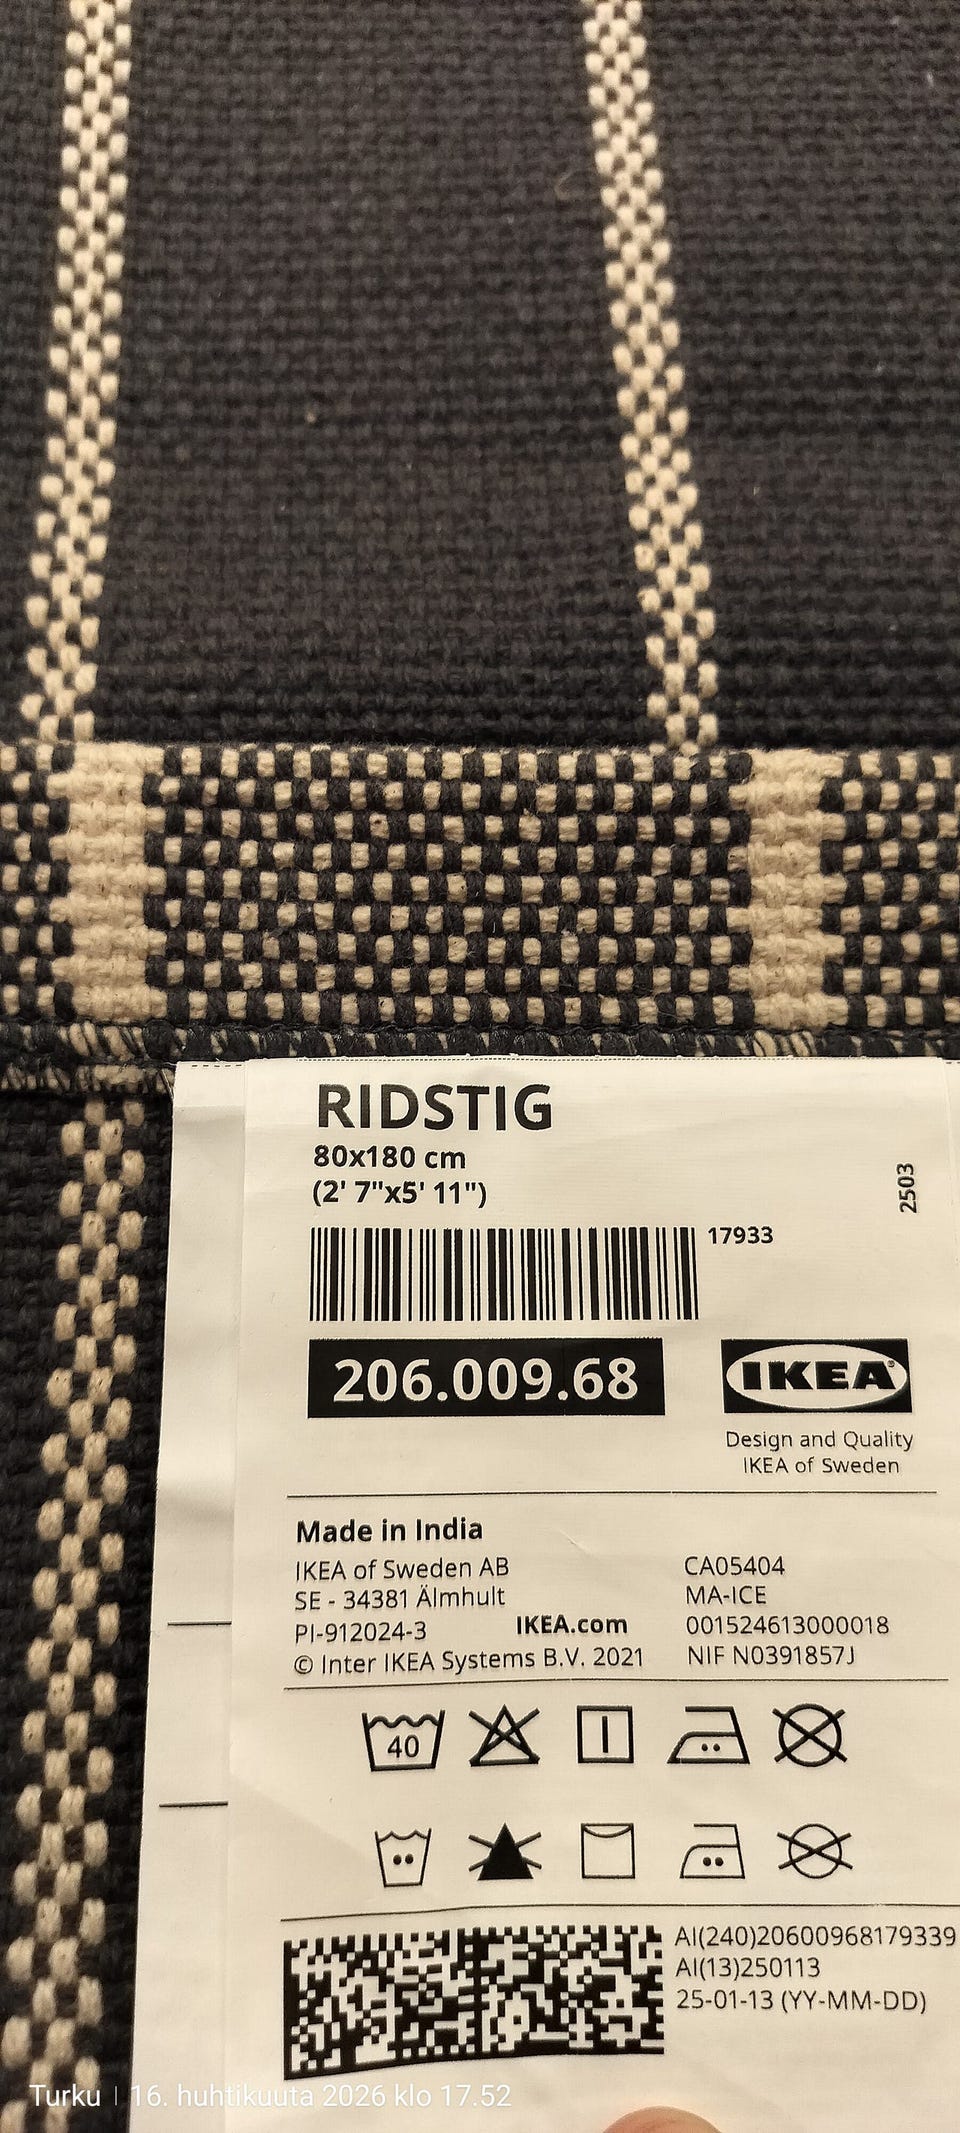 RIDSTIG
80x180 cm
(2' 7"x5' 11")
2503
17933
206.009.68
IKEA®
Design and Quality
IKEA of Sweden
Made in India
IKEA of Sweden AB
SE - 34381 Älmhult
PI-912024-3
IKEA.com
© Inter IKEA Systems B.V. 2021
CA05404
MA-ICE
001524613000018
NIF N0391857J
40
AI(240)20600968179339
AI(13)250113
25-01-13 (YY-MM-DD)
Turku | 16. huhtikuuta 2026 klo 17.52